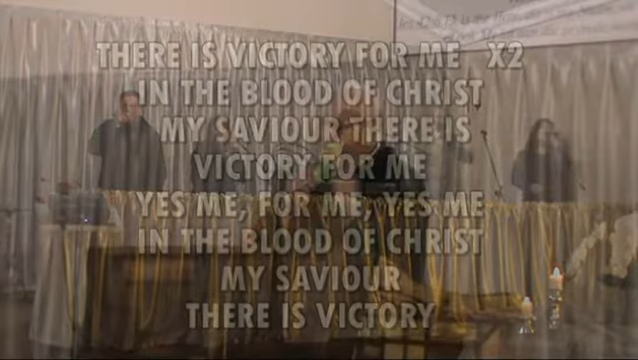 THERE IS VICTORY FOR ME X2
IN THE BLOOD OF CHRIST
MY SAVIOUR THERE IS
VICTORY FOR ME
YES ME, FOR ME, YES ME
IN THE BLOOD OF CHRIST
MY SAVIOUR
THERE IS VICTORY